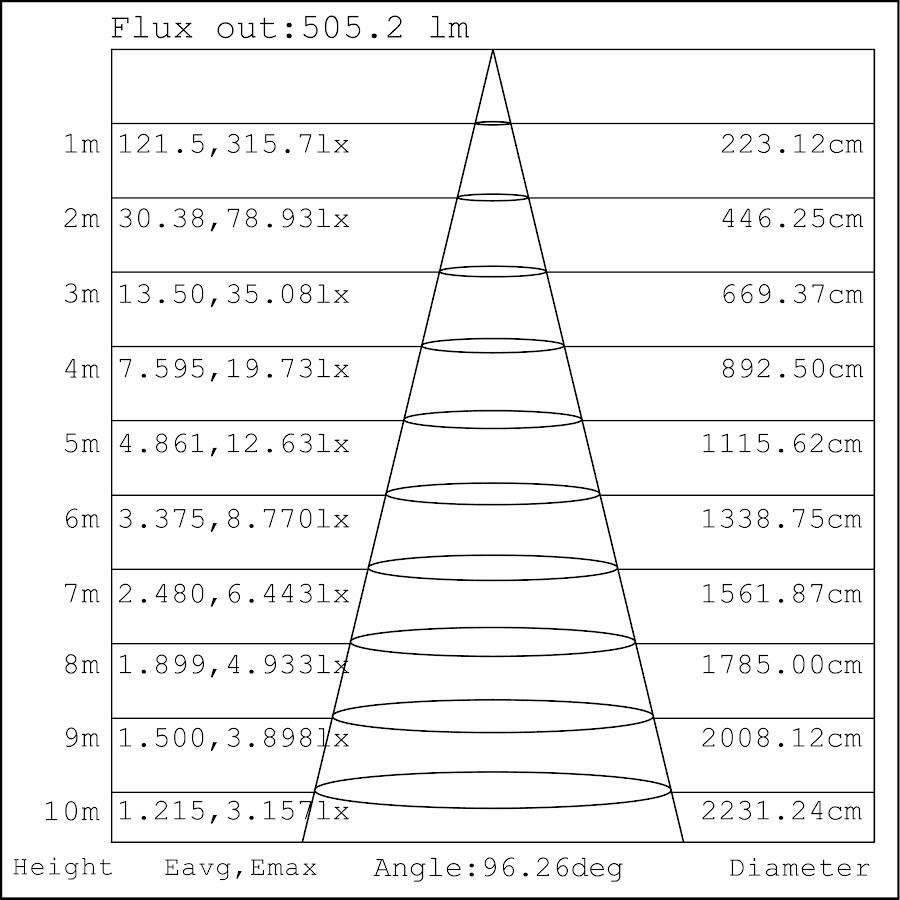 Flux out:505.2 lm
1m 121.5,315.7lx 223.12cm
2m 30.38,78.93lx 446.25cm
3m 13.50,35.08lx 669.37cm
4m 7.595,19.73lx 892.50cm
5m 4.861,12.63lx 1115.62cm
6m 3.375,8.770lx 1338.75cm
7m 2.480,6.443lx 1561.87cm
8m 1.899,4.933lx 1785.00cm
9m 1.500,3.898lx 2008.12cm
10m 1.215,3.157lx 2231.24cm
Height Eavg,Emax Angle:96.26deg Diameter